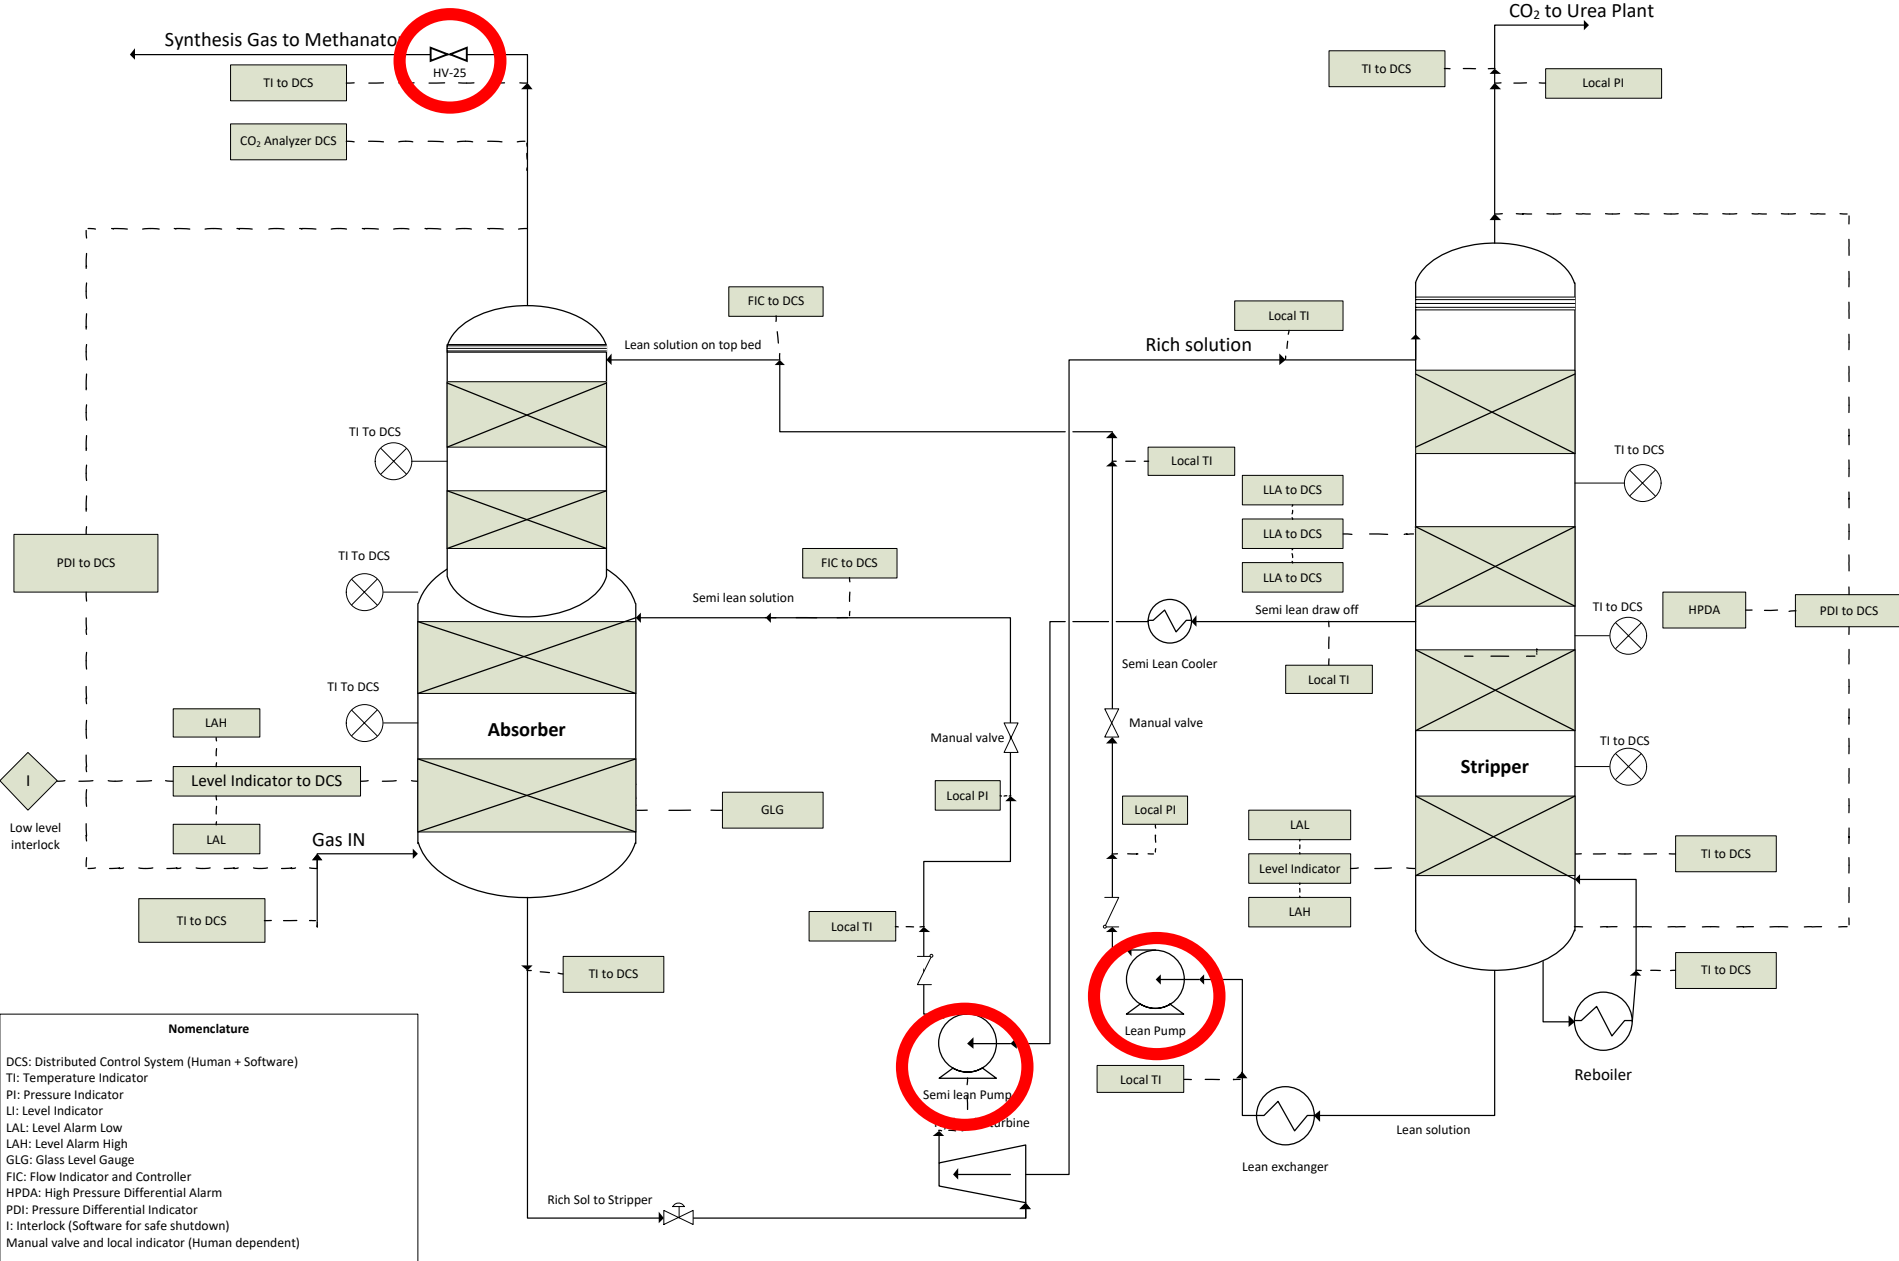 CO₂ to Urea Plant
Synthesis Gas to Methanator
HV-25
TI to DCS
TI to DCS
Local PI
CO₂ Analyzer DCS
FIC to DCS
Local TI
Lean solution on top bed
Rich solution
TI To DCS
TI to DCS
Local TI
LLA to DCS
LLA to DCS
LLA to DCS
PDI to DCS
TI To DCS
FIC to DCS
Semi lean solution
Semi lean draw off
TI to DCS
HPDA
PDI to DCS
Semi Lean Cooler
Local TI
TI To DCS
LAH
Absorber
Manual valve
Manual valve
TI to DCS
Stripper
I
Level Indicator to DCS
Local PI
Local PI
GLG
Low level
interlock
LAL
Gas IN
LAL
Level Indicator
LAH
TI to DCS
TI to DCS
Local TI
TI to DCS
TI to DCS
Lean Pump
Semi lean Pump
Local TI
Reboiler
Lean solution
Lean exchanger
Rich Sol to Stripper
Nomenclature
DCS: Distributed Control System (Human + Software)
TI: Temperature Indicator
PI: Pressure Indicator
LI: Level Indicator
LAL: Level Alarm Low
LAH: Level Alarm High
GLG: Glass Level Gauge
FIC: Flow Indicator and Controller
HPDA: High Pressure Differential Alarm
PDI: Pressure Differential Indicator
I: Interlock (Software for safe shutdown)
Manual valve and local indicator (Human dependent)